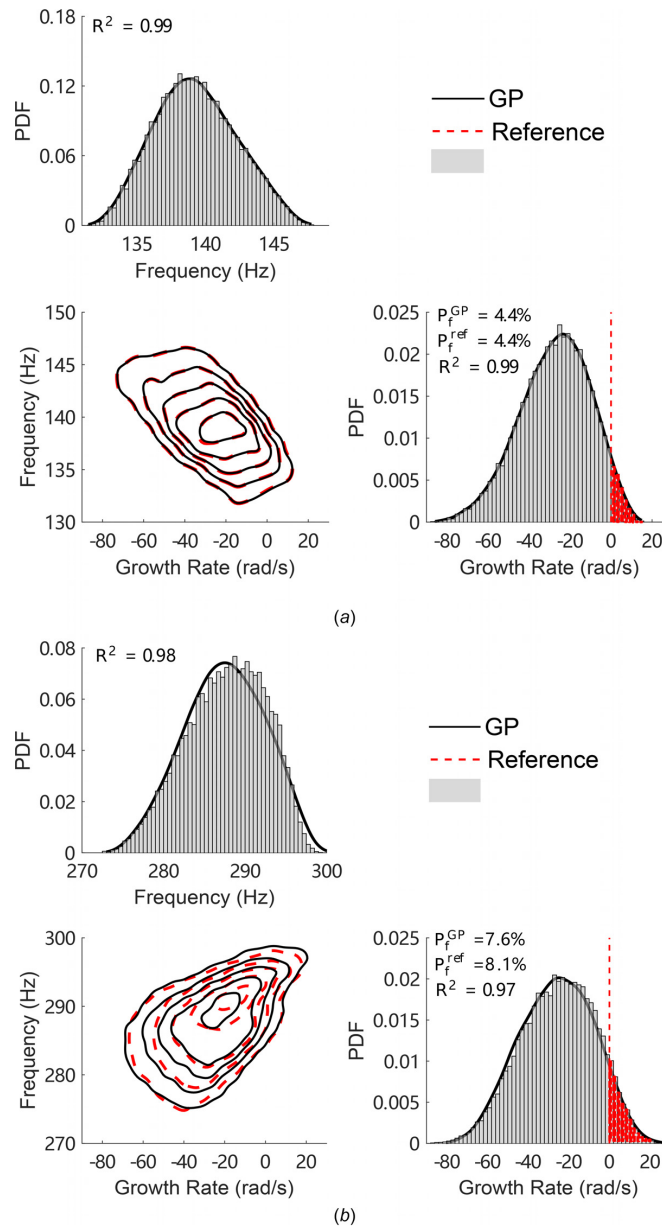 R² = 0.99
0.18
0.12
0.06
0
PDF
135 140 145
Frequency (Hz)
GP
Reference
150
145
140
135
130
Frequency (Hz)
-80 -60 -40 -20 0 20
Growth Rate (rad/s)
P_f^GP = 4.4%
P_f^ref = 4.4%
R² = 0.99
0.025
0.02
0.015
0.01
0.005
0
PDF
-80 -60 -40 -20 0 20
Growth Rate (rad/s)
(a)
R² = 0.98
0.08
0.06
0.04
0.02
0
PDF
270 280 290 300
Frequency (Hz)
GP
Reference
300
290
280
270
Frequency (Hz)
-80 -60 -40 -20 0 20
Growth Rate (rad/s)
P_f^GP =7.6%
P_f^ref =8.1%
R² = 0.97
0.025
0.02
0.015
0.01
0.005
0
PDF
-80 -60 -40 -20 0 20
Growth Rate (rad/s)
(b)